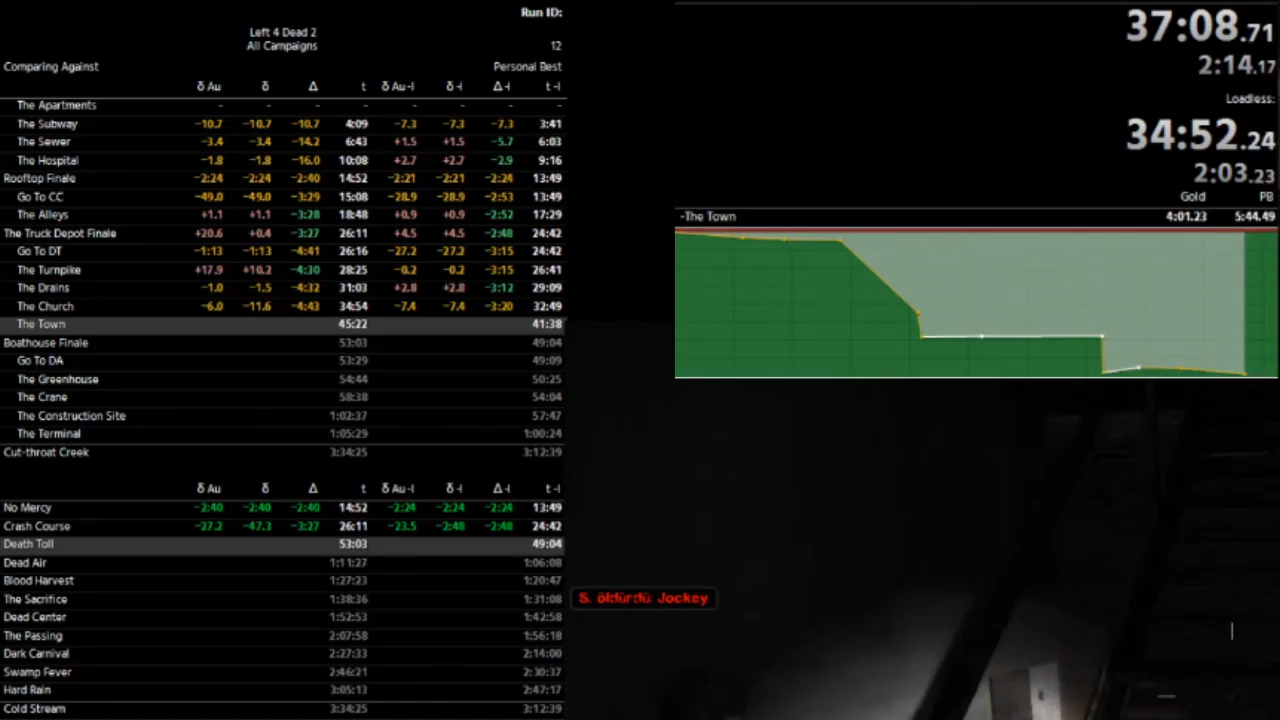 Run ID:
Left 4 Dead 2
All Campaigns 12
Comparing Against Personal Best
δ Au δ Δ t δ Au-l δ -l Δ -l t -l
The Apartments - - - - - - - -
The Subway −10.7 −10.7 −10.7 4:09 −7.3 −7.3 −7.3 3:41
The Sewer −3.4 −3.4 −14.2 6:43 +1.5 +1.5 −5.7 6:03
The Hospital −1.8 −1.8 −16.0 10:08 +2.7 +2.7 −2.9 9:16
Rooftop Finale −2:24 −2:24 −2:40 14:52 −2:21 −2:21 −2:24 13:49
Go To CC −49.0 −49.0 −3:29 15:08 −28.9 −28.9 −2:53 13:49
The Alleys +1.1 +1.1 −3:28 18:48 +0.9 +0.9 −2:52 17:29
The Truck Depot Finale +20.6 +0.4 −3:27 26:11 +4.5 +4.5 −2:48 24:42
Go To DT −1:13 −1:13 −4:41 26:16 −27.2 −27.2 −3:15 24:42
The Turnpike +17.9 +10.2 −4:30 28:25 −0.2 −0.2 −3:15 26:41
The Drains −1.0 −1.5 −4:32 31:03 +2.8 +2.8 −3:12 29:09
The Church −6.0 −11.6 −4:43 34:54 −7.4 −7.4 −3:20 32:49
The Town 45:22 41:38
Boathouse Finale 53:03 49:04
Go To DA 53:29 49:09
The Greenhouse 54:44 50:25
The Crane 58:38 54:04
The Construction Site 1:02:37 57:47
The Terminal 1:05:29 1:00:24
Cut-throat Creek 3:34:25 3:12:39
δ Au δ Δ t δ Au-l δ -l Δ -l t -l
No Mercy −2:40 −2:40 −2:40 14:52 −2:24 −2:24 −2:24 13:49
Crash Course −27.2 −47.3 −3:27 26:11 −23.5 −2:48 −2:48 24:42
Death Toll 53:03 49:04
Dead Air 1:11:27 1:06:08
Blood Harvest 1:27:23 1:20:47
The Sacrifice 1:38:36 1:31:08
Dead Center 1:52:53 1:42:58
The Passing 2:07:58 1:56:18
Dark Carnival 2:27:33 2:14:00
Swamp Fever 2:46:21 2:30:37
Hard Rain 3:05:13 2:47:17
Cold Stream 3:34:25 3:12:39
37:08.71
2:14.17
Loadless:
34:52.24
2:03.23
Gold PB
-The Town 4:01.23 5:44.49
S. öldürdü: Jockey